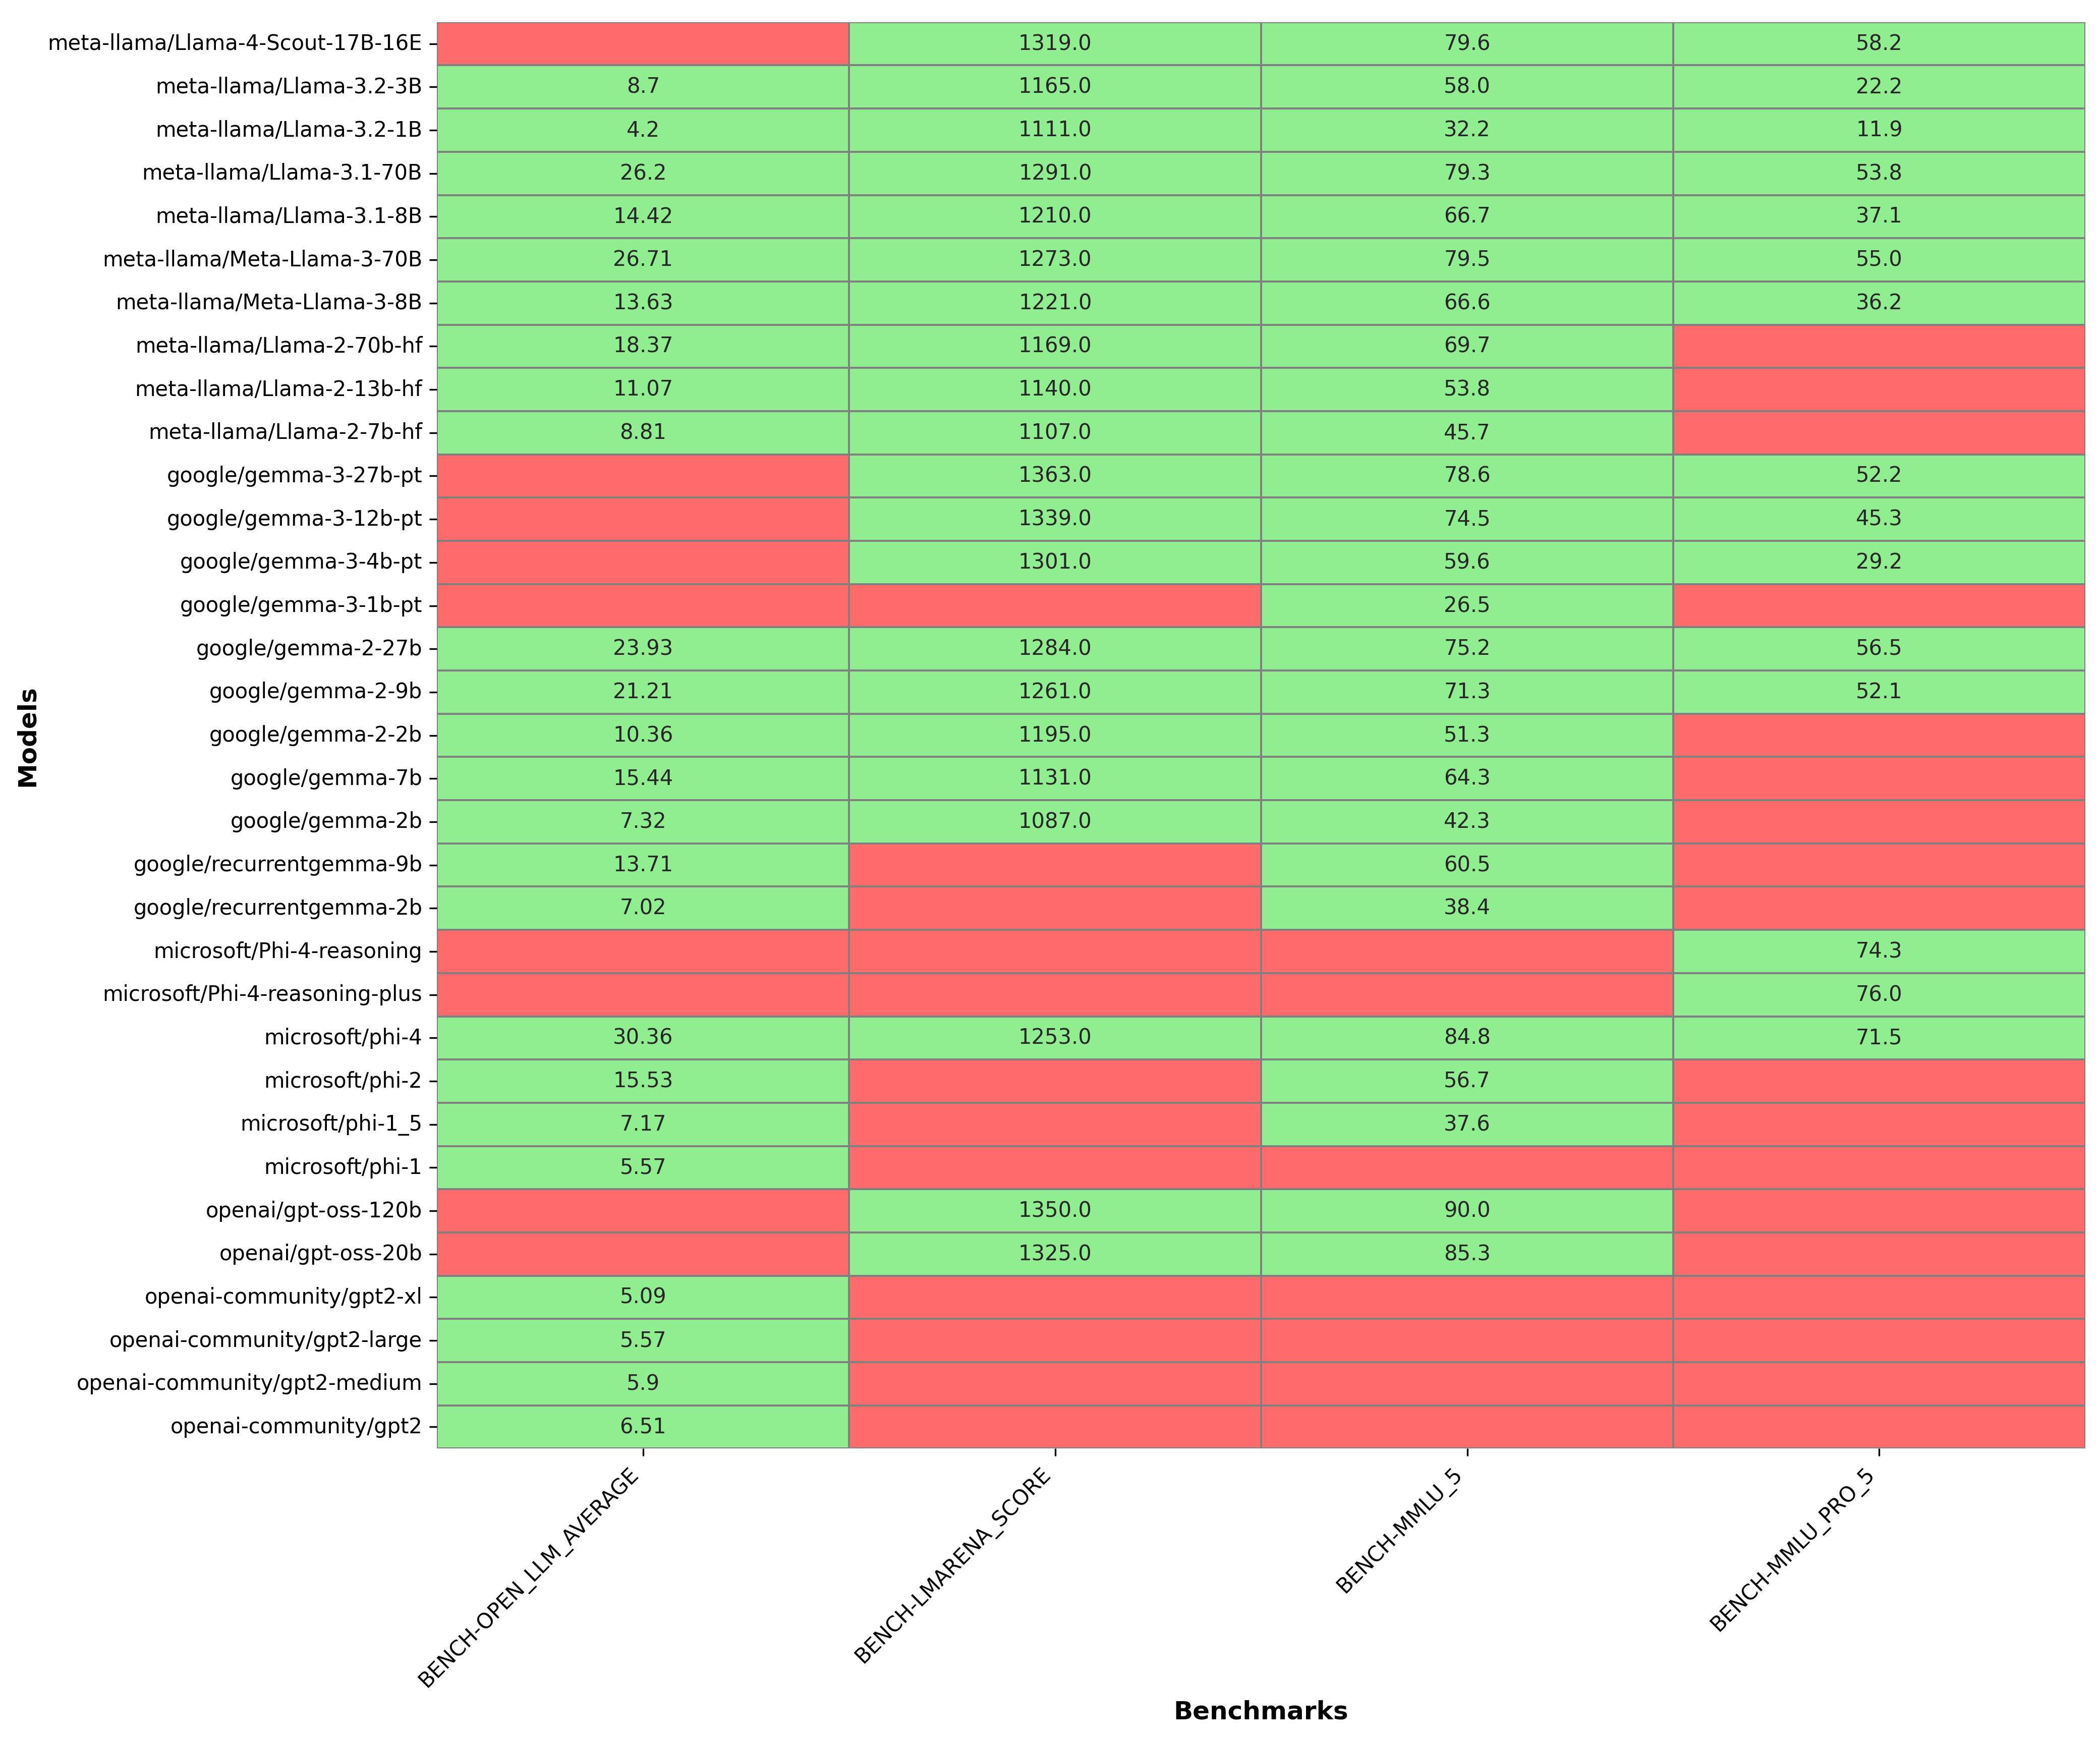 meta-llama/Llama-4-Scout-17B-16E 1319.0 79.6 58.2
meta-llama/Llama-3.2-3B 8.7 1165.0 58.0 22.2
meta-llama/Llama-3.2-1B 4.2 1111.0 32.2 11.9
meta-llama/Llama-3.1-70B 26.2 1291.0 79.3 53.8
meta-llama/Llama-3.1-8B 14.42 1210.0 66.7 37.1
meta-llama/Meta-Llama-3-70B 26.71 1273.0 79.5 55.0
meta-llama/Meta-Llama-3-8B 13.63 1221.0 66.6 36.2
meta-llama/Llama-2-70b-hf 18.37 1169.0 69.7
meta-llama/Llama-2-13b-hf 11.07 1140.0 53.8
meta-llama/Llama-2-7b-hf 8.81 1107.0 45.7
google/gemma-3-27b-pt 1363.0 78.6 52.2
google/gemma-3-12b-pt 1339.0 74.5 45.3
google/gemma-3-4b-pt 1301.0 59.6 29.2
google/gemma-3-1b-pt 26.5
google/gemma-2-27b 23.93 1284.0 75.2 56.5
google/gemma-2-9b 21.21 1261.0 71.3 52.1
google/gemma-2-2b 10.36 1195.0 51.3
google/gemma-7b 15.44 1131.0 64.3
google/gemma-2b 7.32 1087.0 42.3
google/recurrentgemma-9b 13.71 60.5
google/recurrentgemma-2b 7.02 38.4
microsoft/Phi-4-reasoning 74.3
microsoft/Phi-4-reasoning-plus 76.0
microsoft/phi-4 30.36 1253.0 84.8 71.5
microsoft/phi-2 15.53 56.7
microsoft/phi-1_5 7.17 37.6
microsoft/phi-1 5.57
openai/gpt-oss-120b 1350.0 90.0
openai/gpt-oss-20b 1325.0 85.3
openai-community/gpt2-xl 5.09
openai-community/gpt2-large 5.57
openai-community/gpt2-medium 5.9
openai-community/gpt2 6.51
Models
BENCH-OPEN_LLM_AVERAGE
BENCH-LMARENA_SCORE
BENCH-MMLU_5
BENCH-MMLU_PRO_5
Benchmarks